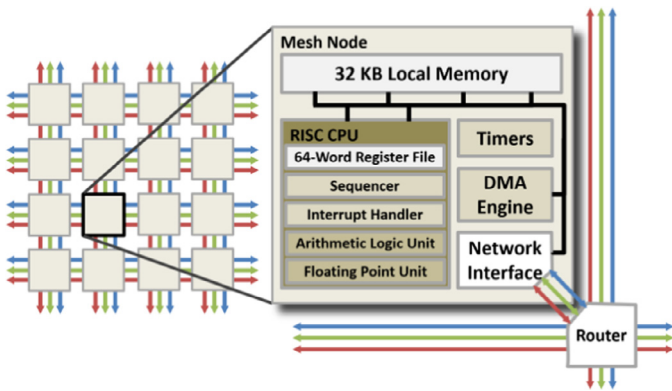 Mesh Node
32 KB Local Memory
RISC CPU
64-Word Register File
Sequencer
Interrupt Handler
Arithmetic Logic Unit
Floating Point Unit
Timers
DMA
Engine
Network
Interface
Router